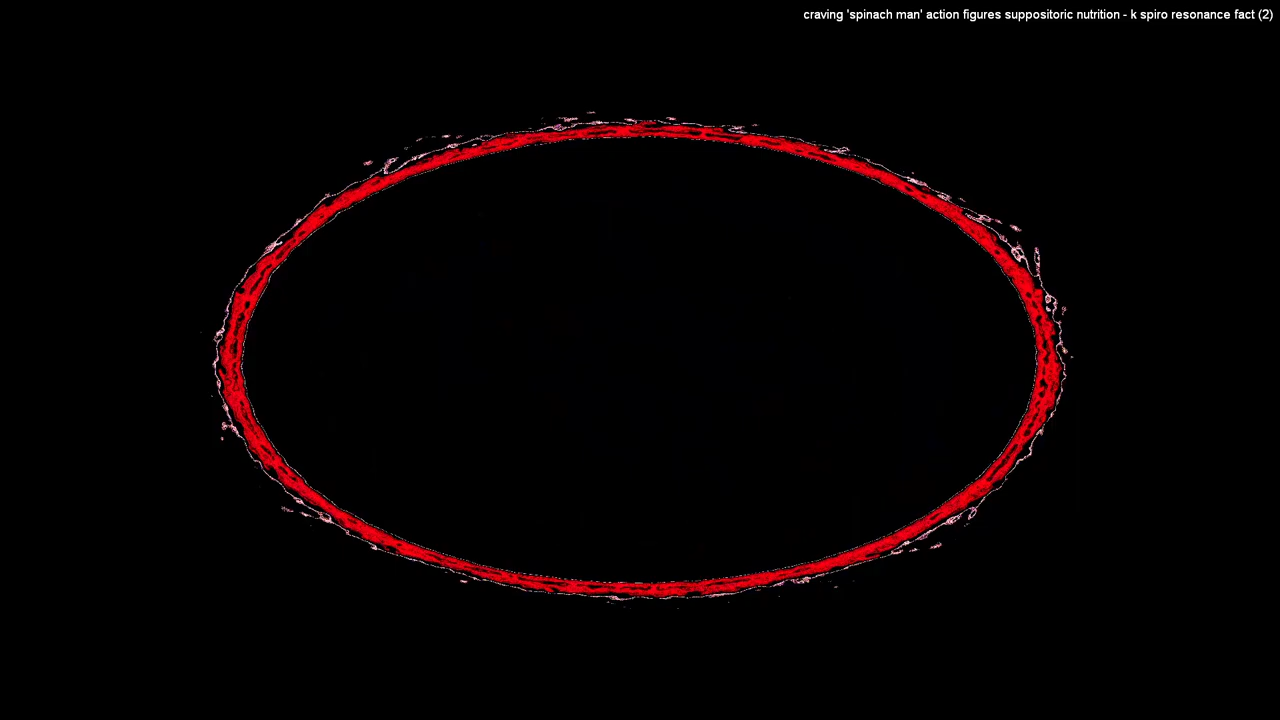 craving 'spinach man' action figures suppositoric nutrition - k spiro resonance fact (2)